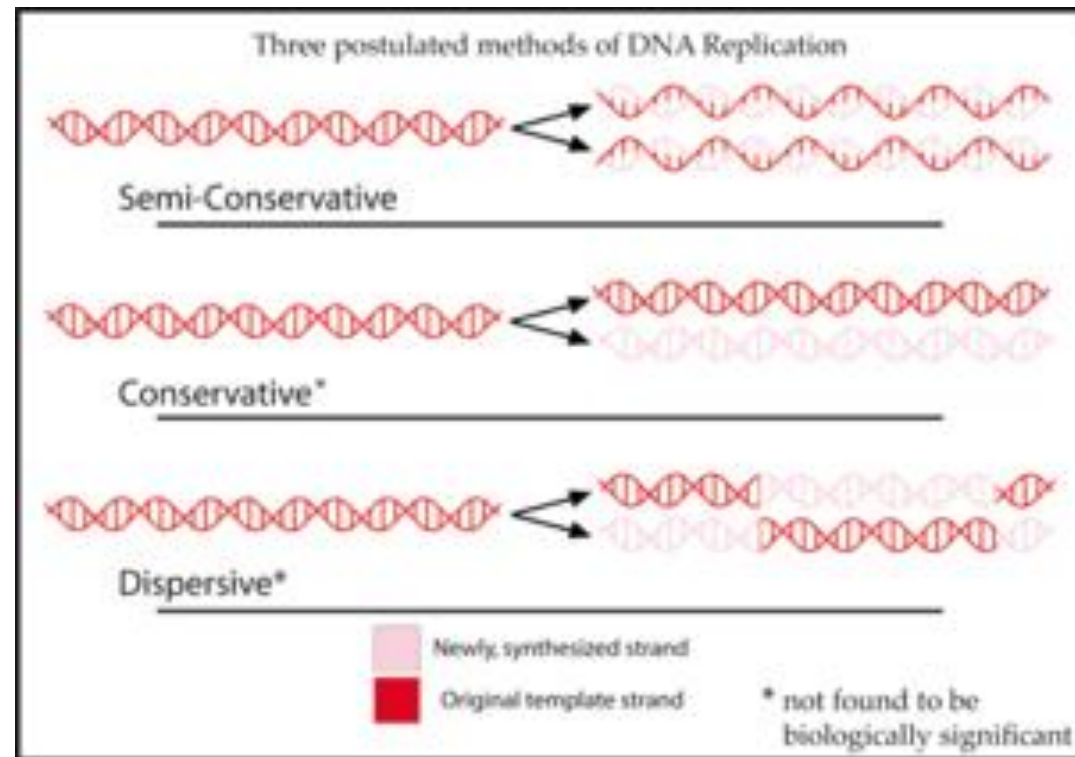 Three postulated methods of DNA Replication
Semi-Conservative
Conservative*
Dispersive*
Newly, synthesized strand
Original template strand
* not found to be
biologically significant